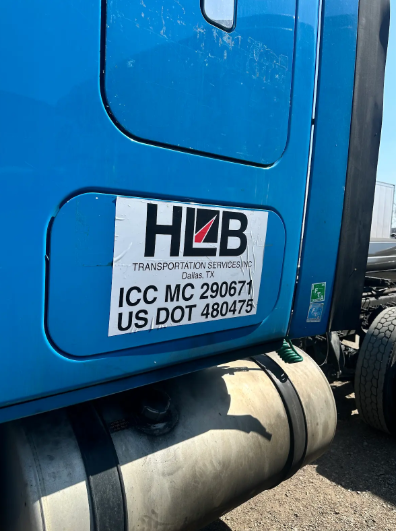 HLB
TRANSPORTATION SERVICES INC
Dallas, TX
ICC MC 290671
US DOT 480475